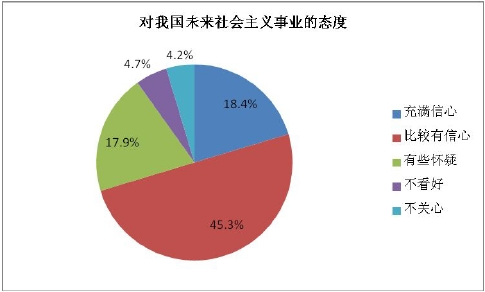 对我国未来社会主义事业的态度
4.2%
4.7%
18.4%
17.9%
45.3%
充满信心
比较有信心
有些怀疑
不看好
不关心